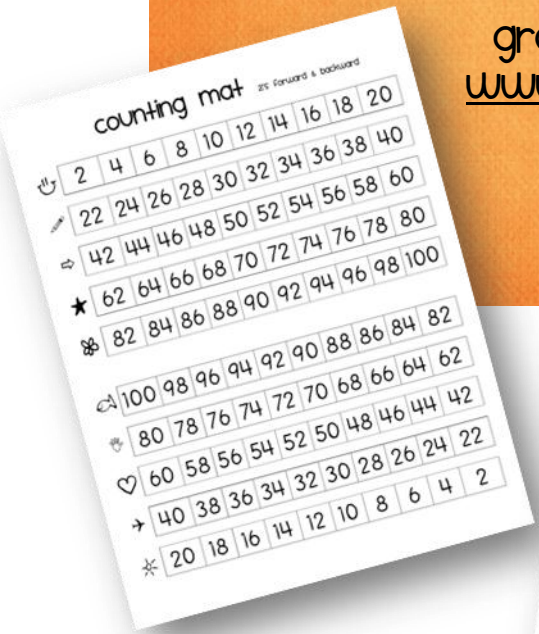 counting mat 2's forward & backward
2 4 6 8 10 12 14 16 18 20
22 24 26 28 30 32 34 36 38 40
42 44 46 48 50 52 54 56 58 60
62 64 66 68 70 72 74 76 78 80
82 84 86 88 90 92 94 96 98 100
100 98 96 94 92 90 88 86 84 82
80 78 76 74 72 70 68 66 64 62
60 58 56 54 52 50 48 46 44 42
40 38 36 34 32 30 28 26 24 22
20 18 16 14 12 10 8 6 4 2